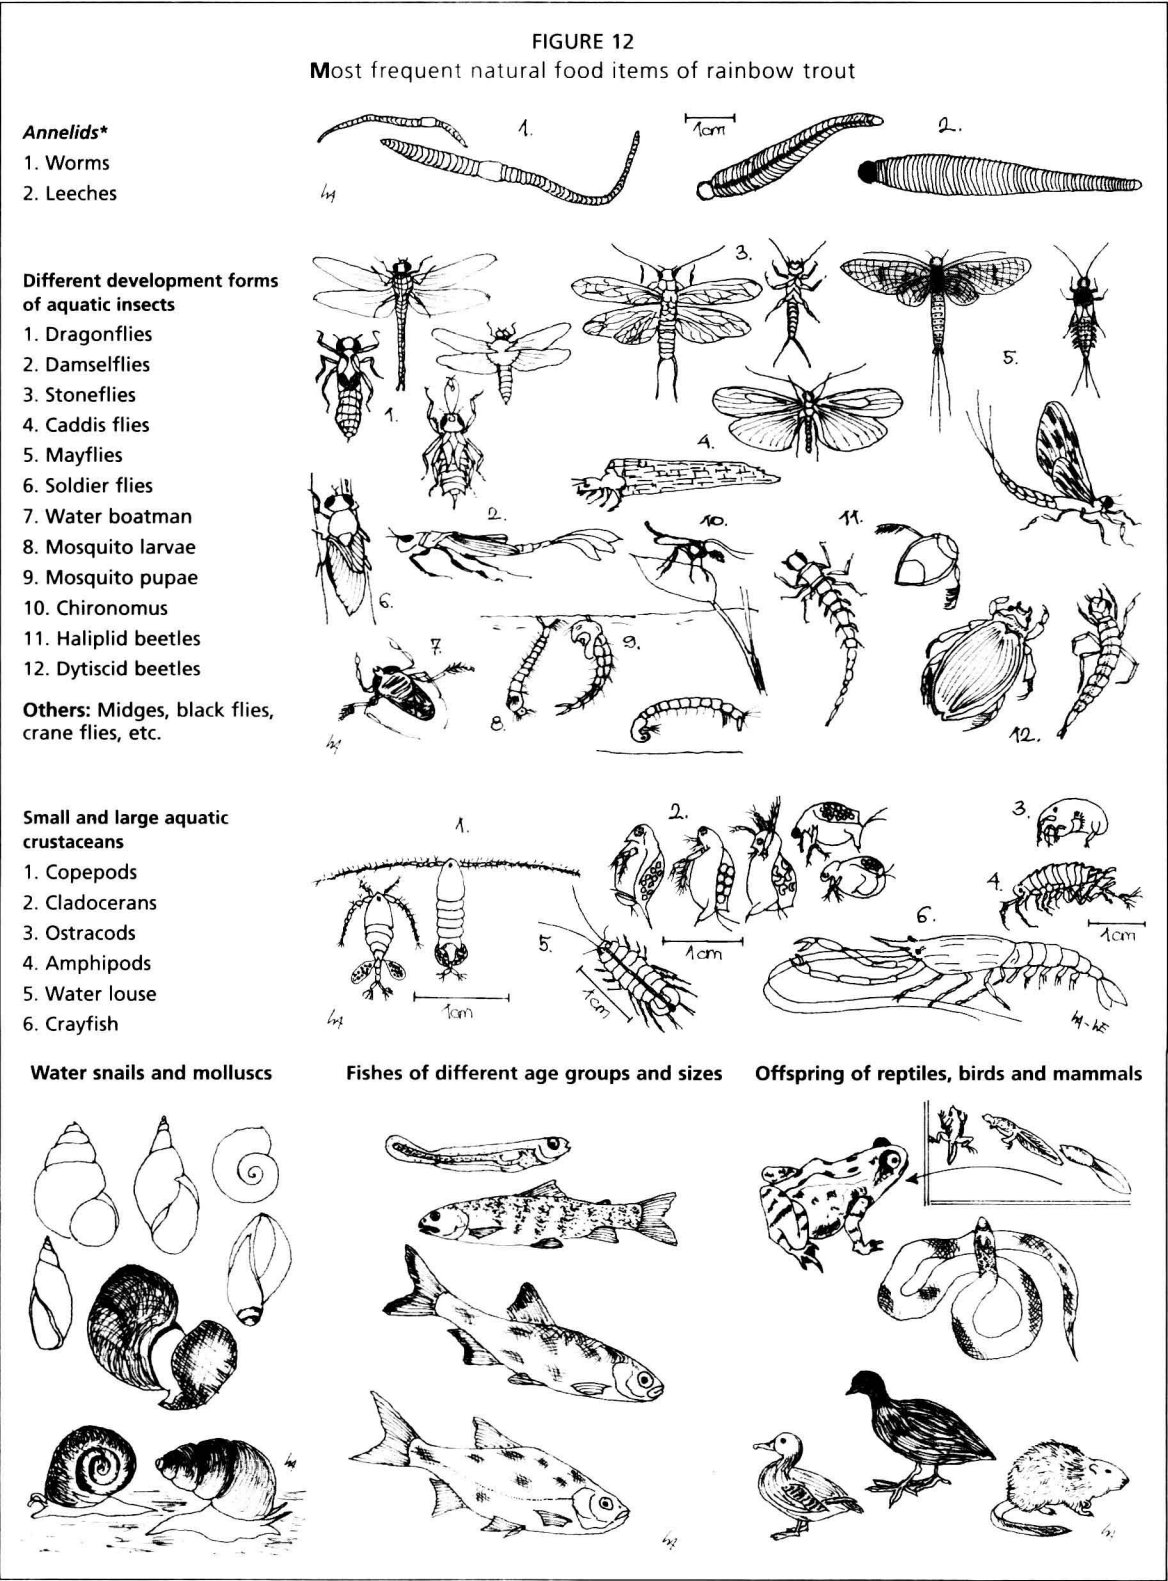 FIGURE 12
Most frequent natural food items of rainbow trout
Annelids*
1. Worms
2. Leeches
1.
1cm
2.
Different development forms
of aquatic insects
1. Dragonflies
2. Damselflies
3. Stoneflies
4. Caddis flies
5. Mayflies
6. Soldier flies
7. Water boatman
8. Mosquito larvae
9. Mosquito pupae
10. Chironomus
11. Haliplid beetles
12. Dytiscid beetles
Others: Midges, black flies,
crane flies, etc.
3.
5.
1.
4.
2.
10.
11.
6.
7.
9.
8.
12.
Small and large aquatic
crustaceans
1. Copepods
2. Cladocerans
3. Ostracods
4. Amphipods
5. Water louse
6. Crayfish
1.
2.
3.
4.
5.
6.
1cm
1cm
1cm
1cm
Water snails and molluscs
Fishes of different age groups and sizes
Offspring of reptiles, birds and mammals